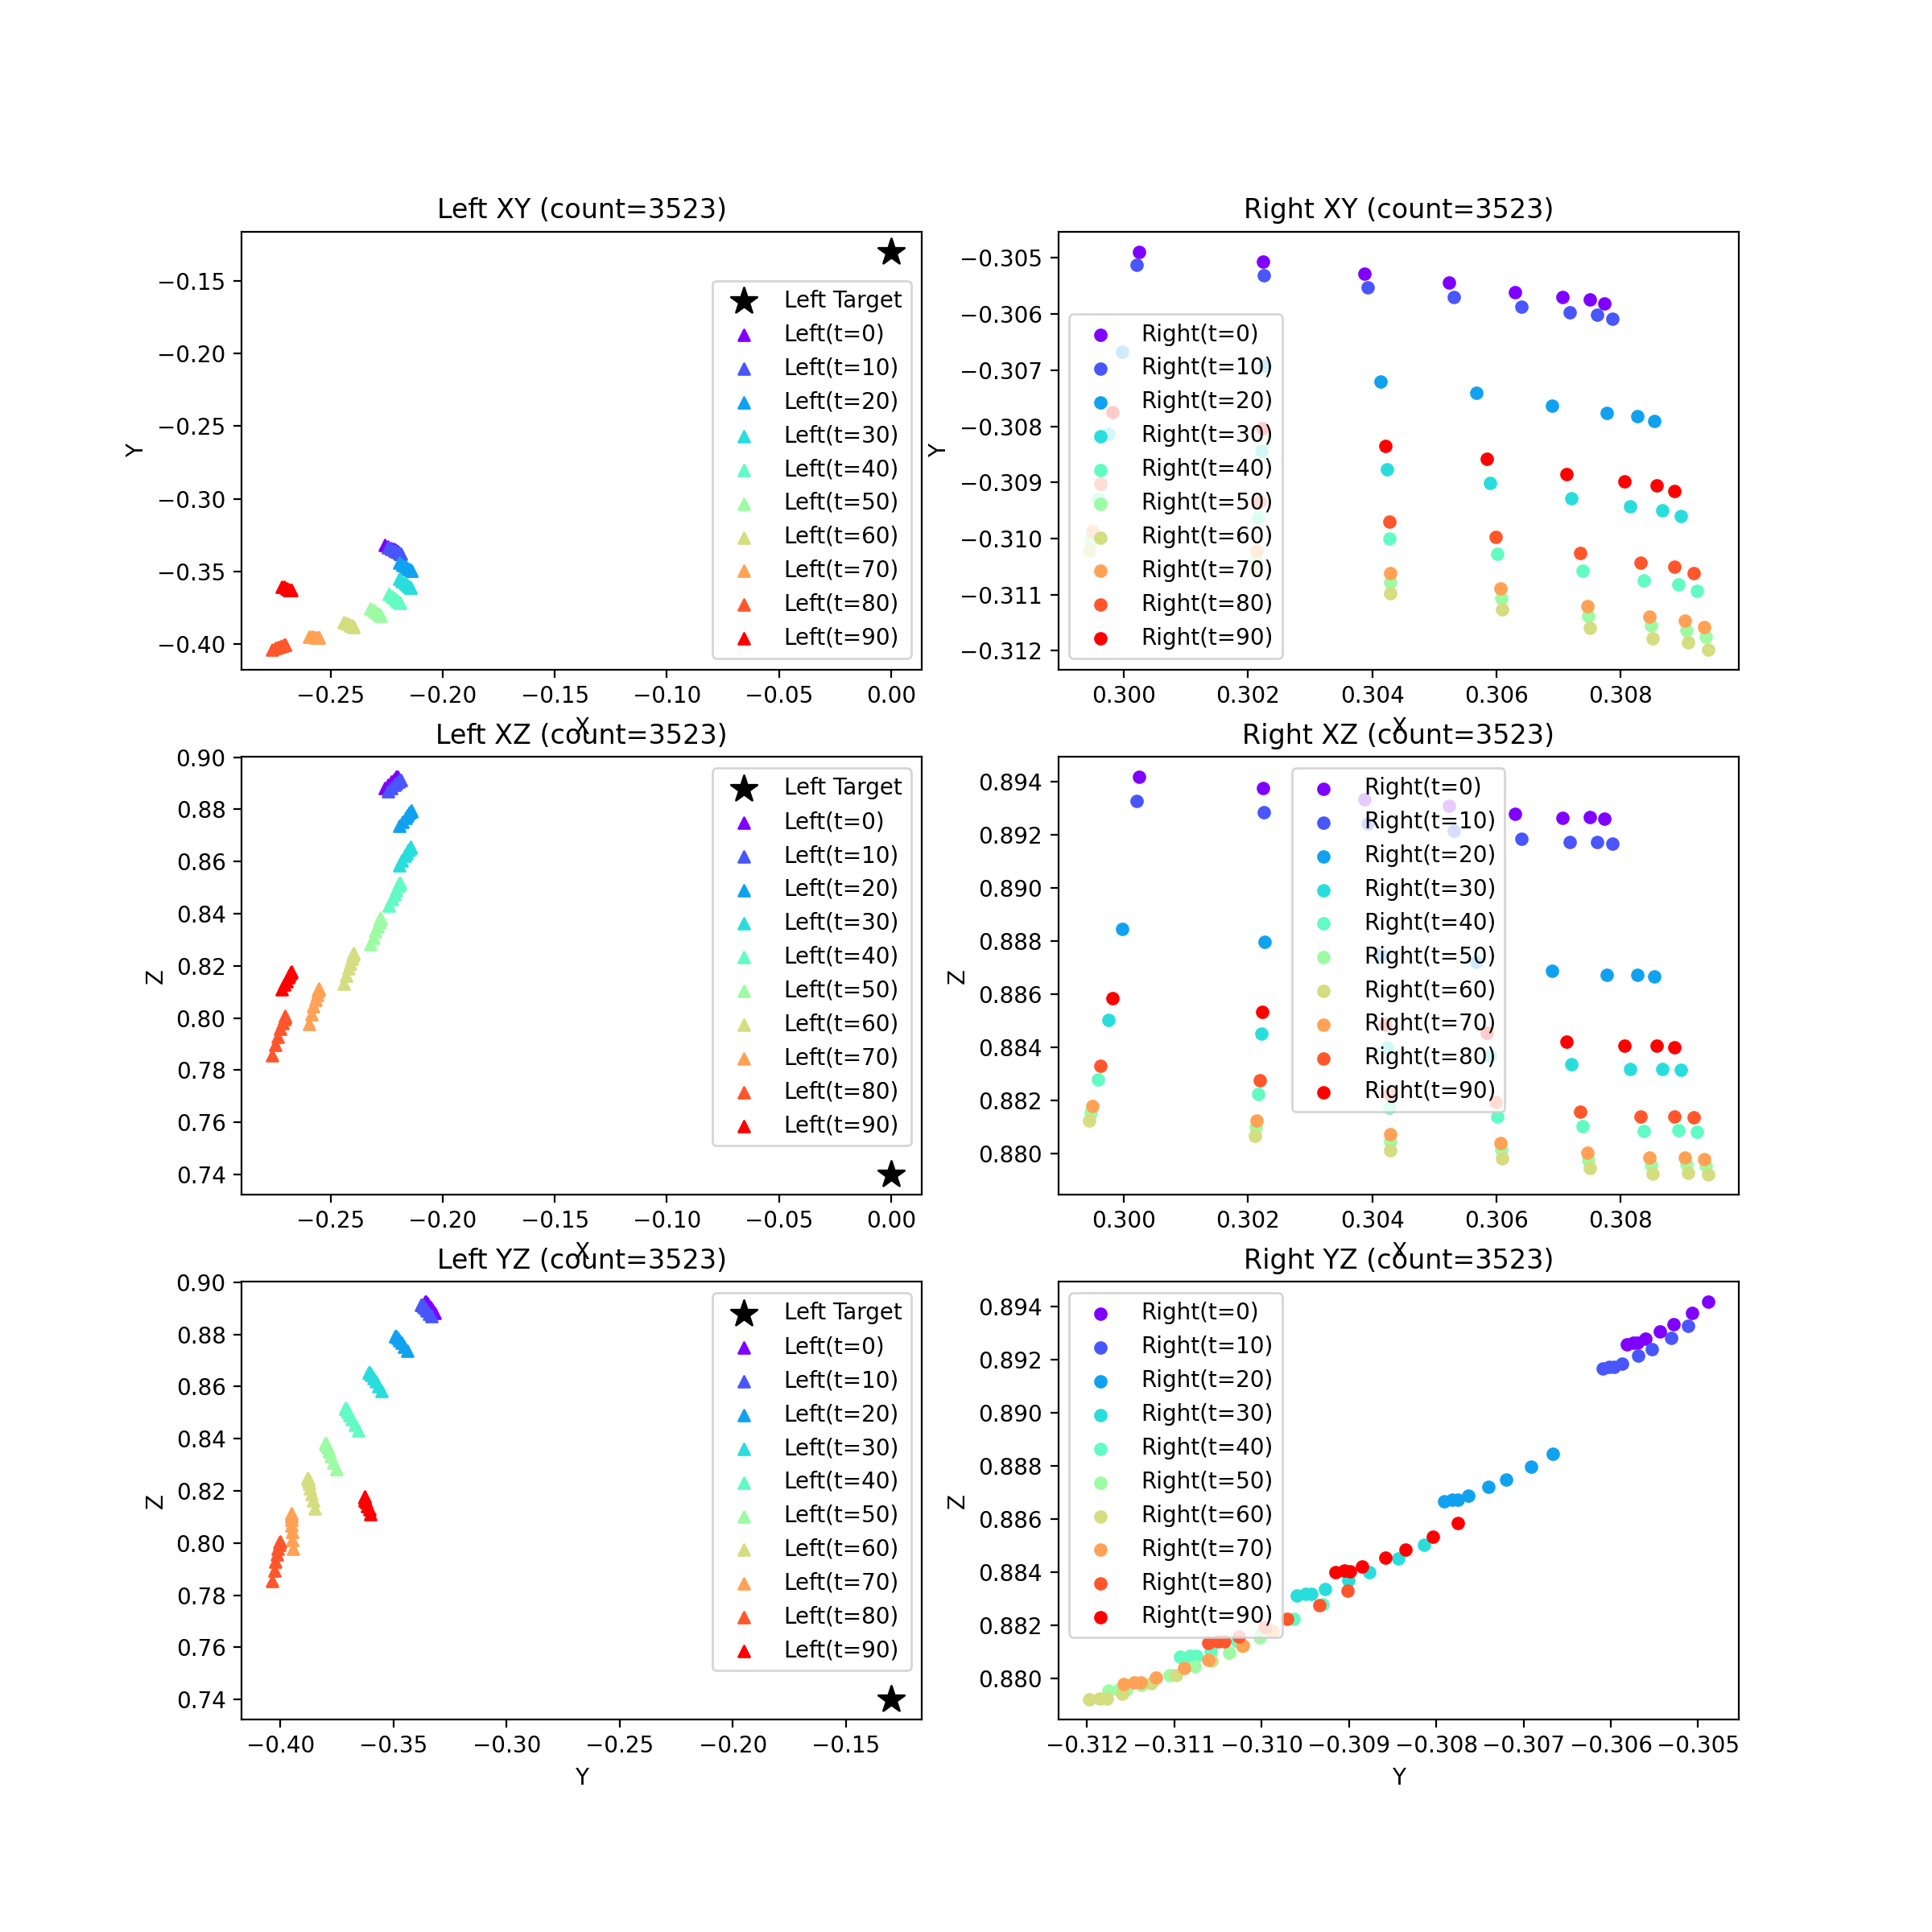 Left XY (count=3523)
Y
−0.15
−0.20
−0.25
−0.30
−0.35
−0.40
Left Target
Left(t=0)
Left(t=10)
Left(t=20)
Left(t=30)
Left(t=40)
Left(t=50)
Left(t=60)
Left(t=70)
Left(t=80)
Left(t=90)
−0.25 −0.20 −0.15 −0.10 −0.05 0.00
X
Right XY (count=3523)
Y
−0.305
−0.306
−0.307
−0.308
−0.309
−0.310
−0.311
−0.312
Right(t=0)
Right(t=10)
Right(t=20)
Right(t=30)
Right(t=40)
Right(t=50)
Right(t=60)
Right(t=70)
Right(t=80)
Right(t=90)
0.300 0.302 0.304 0.306 0.308
X
Left XZ (count=3523)
Z
0.90
0.88
0.86
0.84
0.82
0.80
0.78
0.76
0.74
Left Target
Left(t=0)
Left(t=10)
Left(t=20)
Left(t=30)
Left(t=40)
Left(t=50)
Left(t=60)
Left(t=70)
Left(t=80)
Left(t=90)
−0.25 −0.20 −0.15 −0.10 −0.05 0.00
X
Right XZ (count=3523)
Z
0.894
0.892
0.890
0.888
0.886
0.884
0.882
0.880
Right(t=0)
Right(t=10)
Right(t=20)
Right(t=30)
Right(t=40)
Right(t=50)
Right(t=60)
Right(t=70)
Right(t=80)
Right(t=90)
0.300 0.302 0.304 0.306 0.308
X
Left YZ (count=3523)
Z
0.90
0.88
0.86
0.84
0.82
0.80
0.78
0.76
0.74
Left Target
Left(t=0)
Left(t=10)
Left(t=20)
Left(t=30)
Left(t=40)
Left(t=50)
Left(t=60)
Left(t=70)
Left(t=80)
Left(t=90)
−0.40 −0.35 −0.30 −0.25 −0.20 −0.15
Y
Right YZ (count=3523)
Z
0.894
0.892
0.890
0.888
0.886
0.884
0.882
0.880
Right(t=0)
Right(t=10)
Right(t=20)
Right(t=30)
Right(t=40)
Right(t=50)
Right(t=60)
Right(t=70)
Right(t=80)
Right(t=90)
−0.312 −0.311 −0.310 −0.309 −0.308 −0.307 −0.306 −0.305
Y